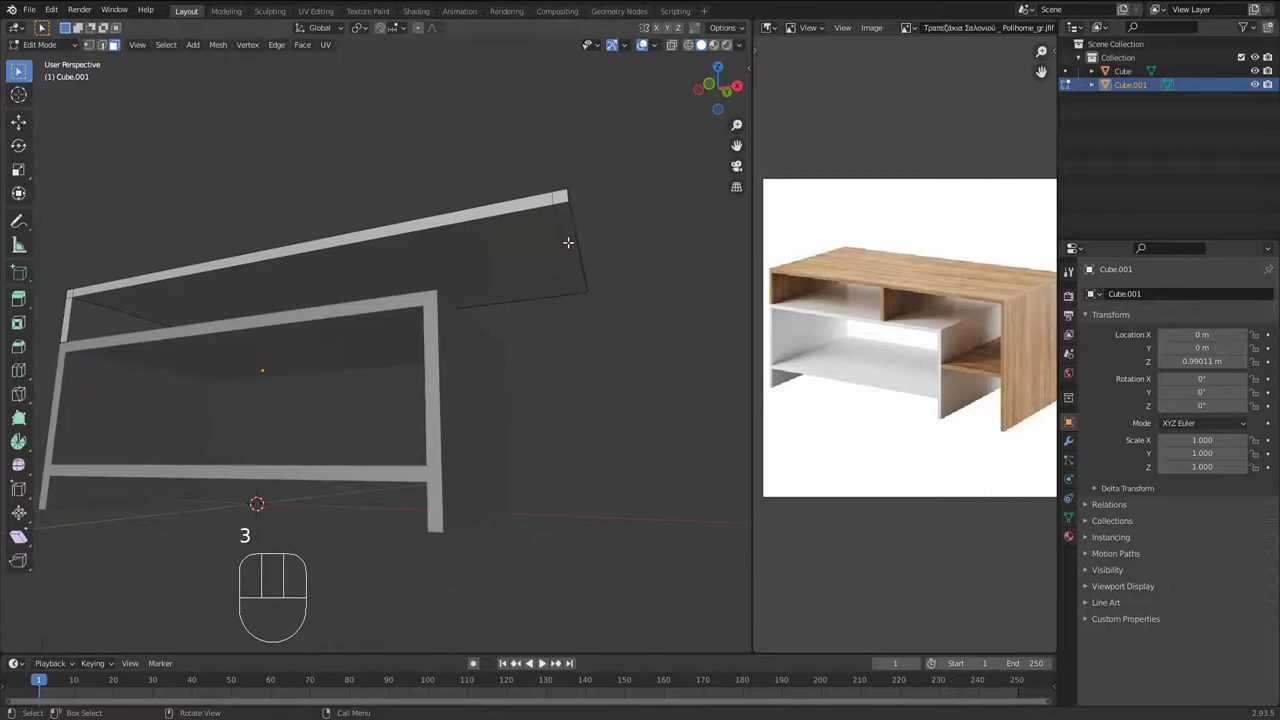 File Edit Render Window Help Layout Modeling Sculpting UV Editing Texture Paint Shading Animation Rendering Compositing Geometry Nodes Scripting Scene View Layer
Global Options View Image Τραπεζάκια Σαλονιού _ Polihome_gr.jfif
Edit Mode View Select Add Mesh Vertex Edge Face UV
User Perspective
(1) Cube.001
Scene Collection
Collection
Cube
Cube.001
Z
X
Y
Cube.001
Cube.001
Transform
Location X 0 m
Y 0 m
Z 0.99011 m
Rotation X 0°
Y 0°
Z 0°
Mode XYZ Euler
Scale X 1.000
Y 1.000
Z 1.000
Delta Transform
Relations
Collections
Instancing
Motion Paths
Visibility
Viewport Display
Line Art
Custom Properties
3
Playback Keying View Marker 1 Start 1 End 250
1 10 20 30 40 50 60 70 80 90 100 110 120 130 140 150 160 170 180 190 200 210 220 230 240 250
Select Box Select Rotate View Call Menu 2.93.5